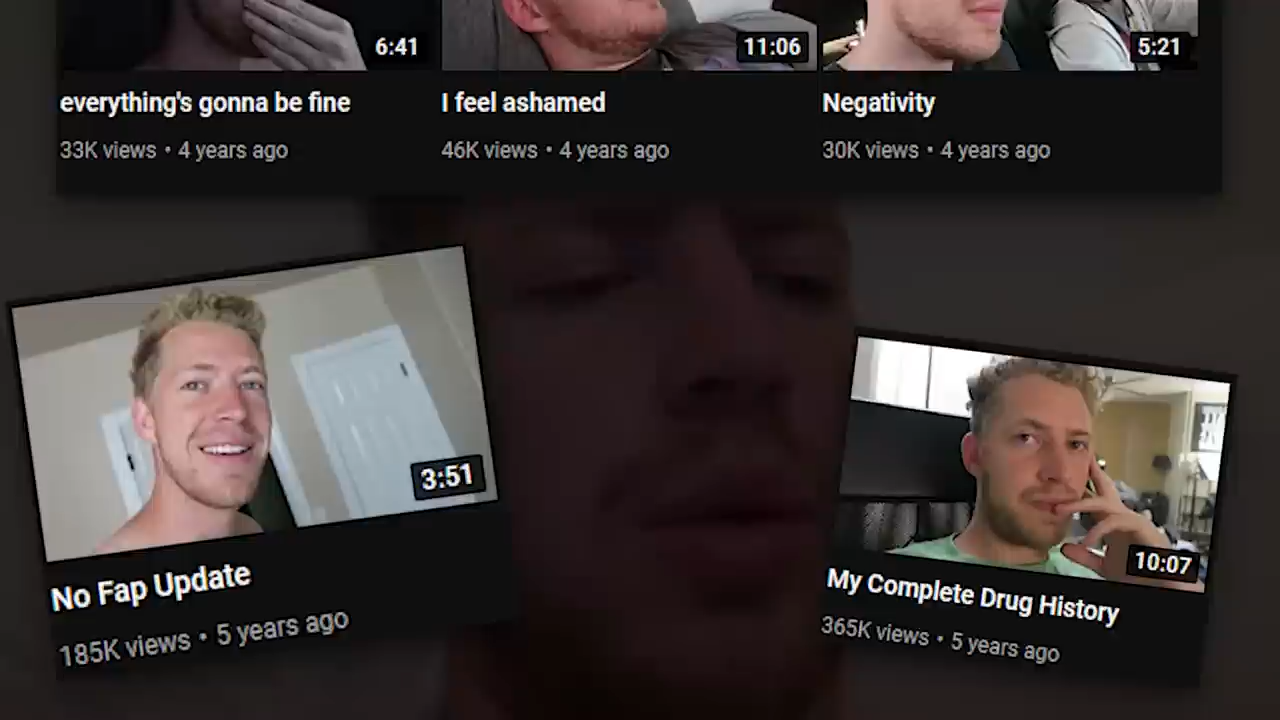 6:41
11:06
5:21
everything's gonna be fine
I feel ashamed
Negativity
33K views • 4 years ago
46K views • 4 years ago
30K views • 4 years ago
3:51
No Fap Update
185K views • 5 years ago
10:07
My Complete Drug History
365K views • 5 years ago